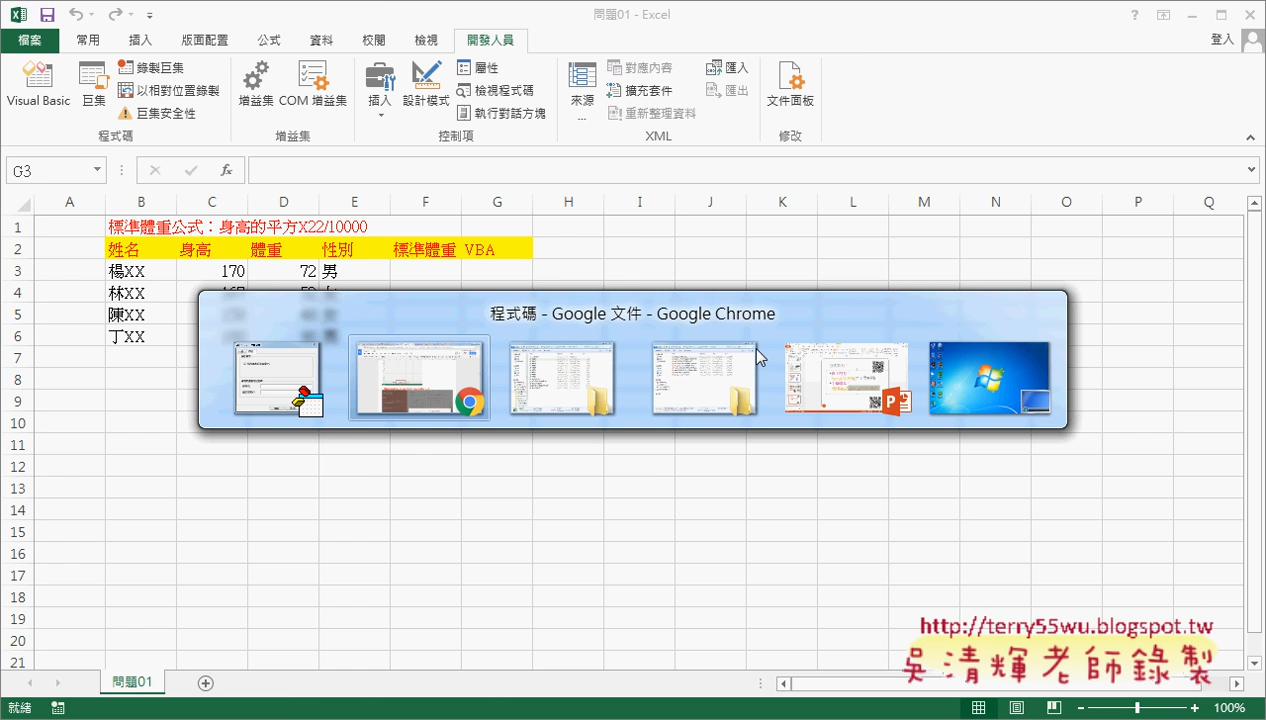 問題01 - Excel
檔案 常用 插入 版面配置 公式 資料 校閱 檢視 開發人員 登入
Visual Basic 巨集 錄製巨集 以相對位置錄製 巨集安全性 程式碼
增益集 COM 增益集 增益集
插入 設計模式 屬性 檢視程式碼 執行對話方塊 控制項
來源 ... 對應內容 擴充套件 重新整理資料 匯入 匯出 XML
文件面板 修改
G3 fx
A B C D E F G H I J K L M N O P Q
1 標準體重公式：身高的平方X22/10000
2 姓名 身高 體重 性別 標準體重 VBA
3 楊XX 170 72 男
4 林XX
5 陳XX
6 丁XX
程式碼 - Google 文件 - Google Chrome
7
8
9
10
11
12
13
14
15
16
17
18
19
20
21
http://terry55wu.blogspot.tw
吳清輝老師錄製
問題01
就緒 100%